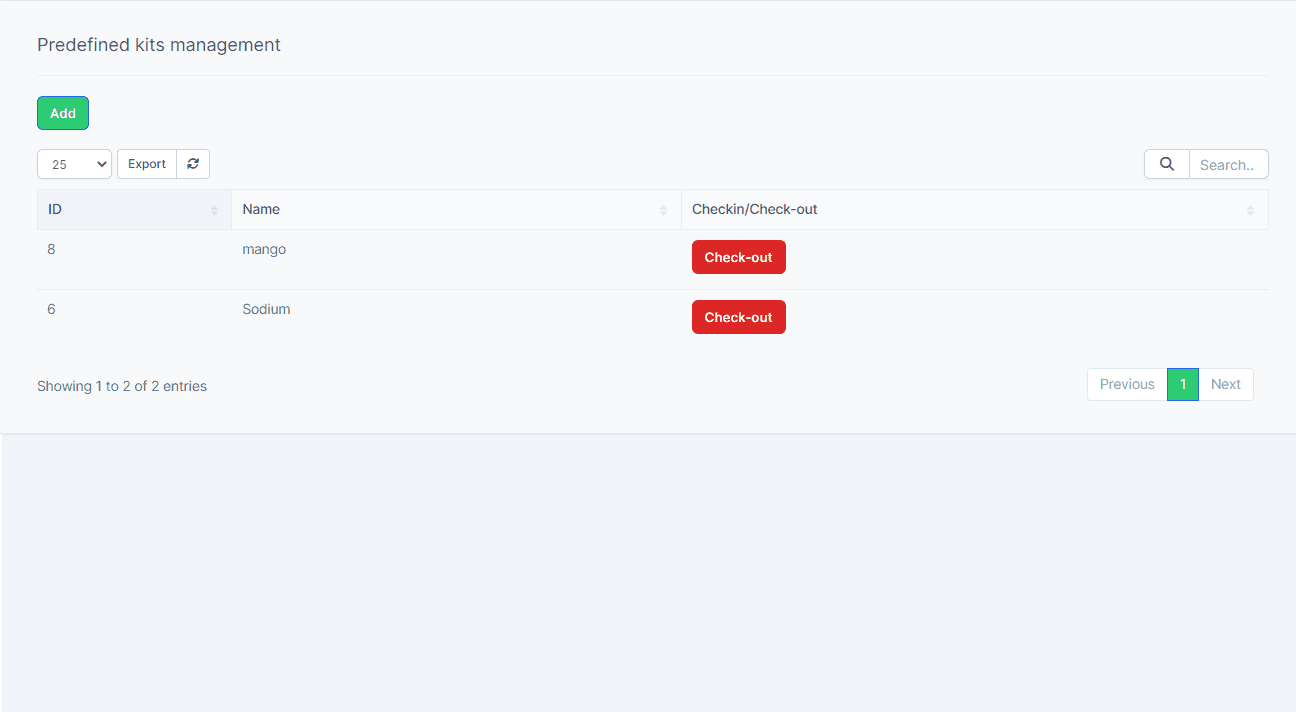 Predefined kits management
Add
25 Export Search..
ID Name Checkin/Check-out
8 mango Check-out
6 Sodium Check-out
Showing 1 to 2 of 2 entries Previous 1 Next